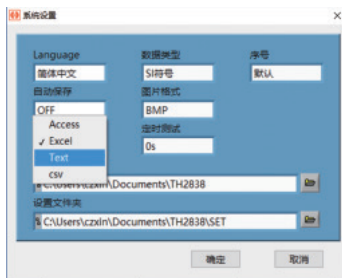 系统设置
Language
数据类型
序号
简体中文
SI符号
默认
自动保存
图片格式
OFF
BMP
Access
定时测试
✓ Excel
0s
Text
csv
C:\Users\czxin\Documents\TH2838
设置文件夹
C:\Users\czxin\Documents\TH2838\SET
确定
取消